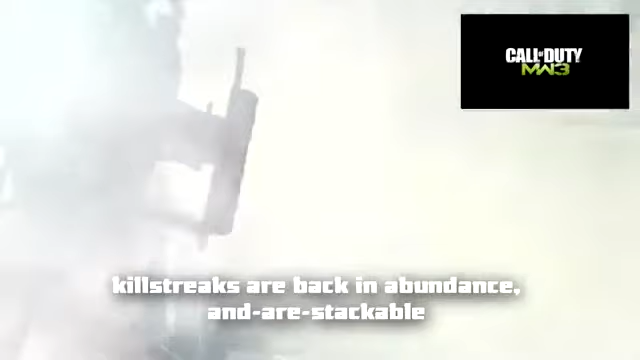 CALL OF DUTY
MW3
killstreaks are back in abundance,
and-are-stackable